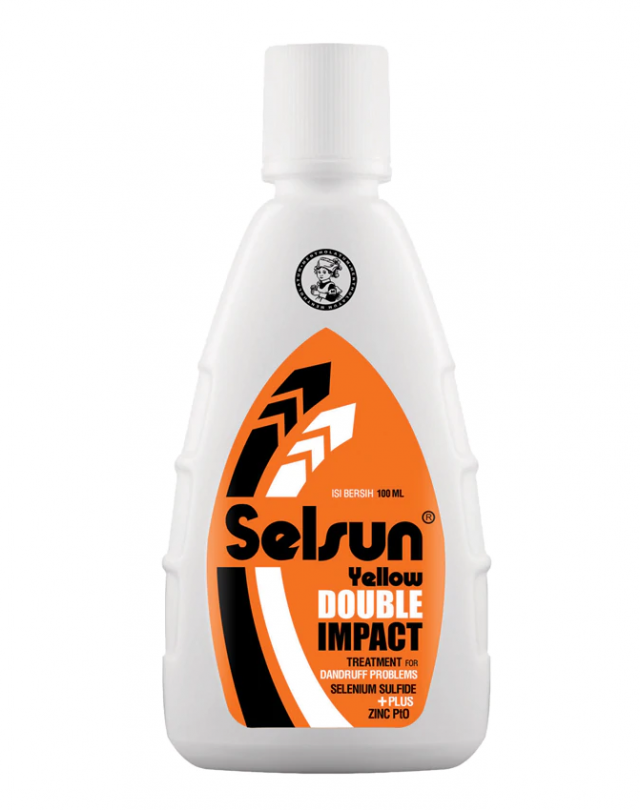 ISI BERSIH 100 ML
Selsun®
Yellow
DOUBLE
IMPACT
TREATMENT FOR
DANDRUFF PROBLEMS
SELENIUM SULFIDE
+PLUS
ZINC PtO